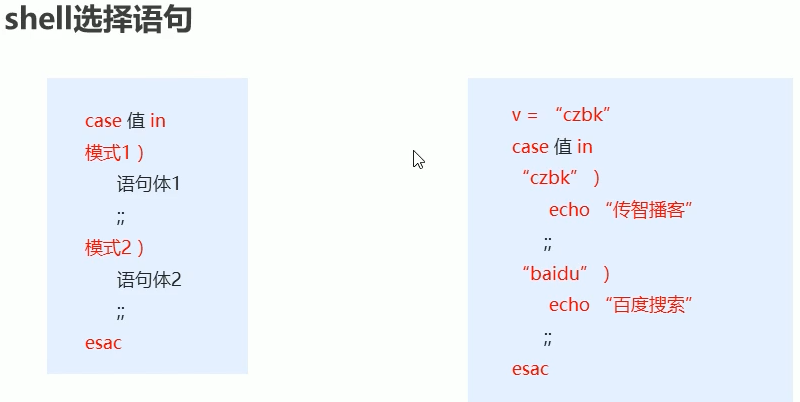 shell选择语句
case 值 in
模式1 )
语句体1
;;
模式2 )
语句体2
;;
esac
v = “czbk”
case 值 in
“czbk” )
echo “传智播客”
;;
“baidu” )
echo “百度搜索”
;;
esac